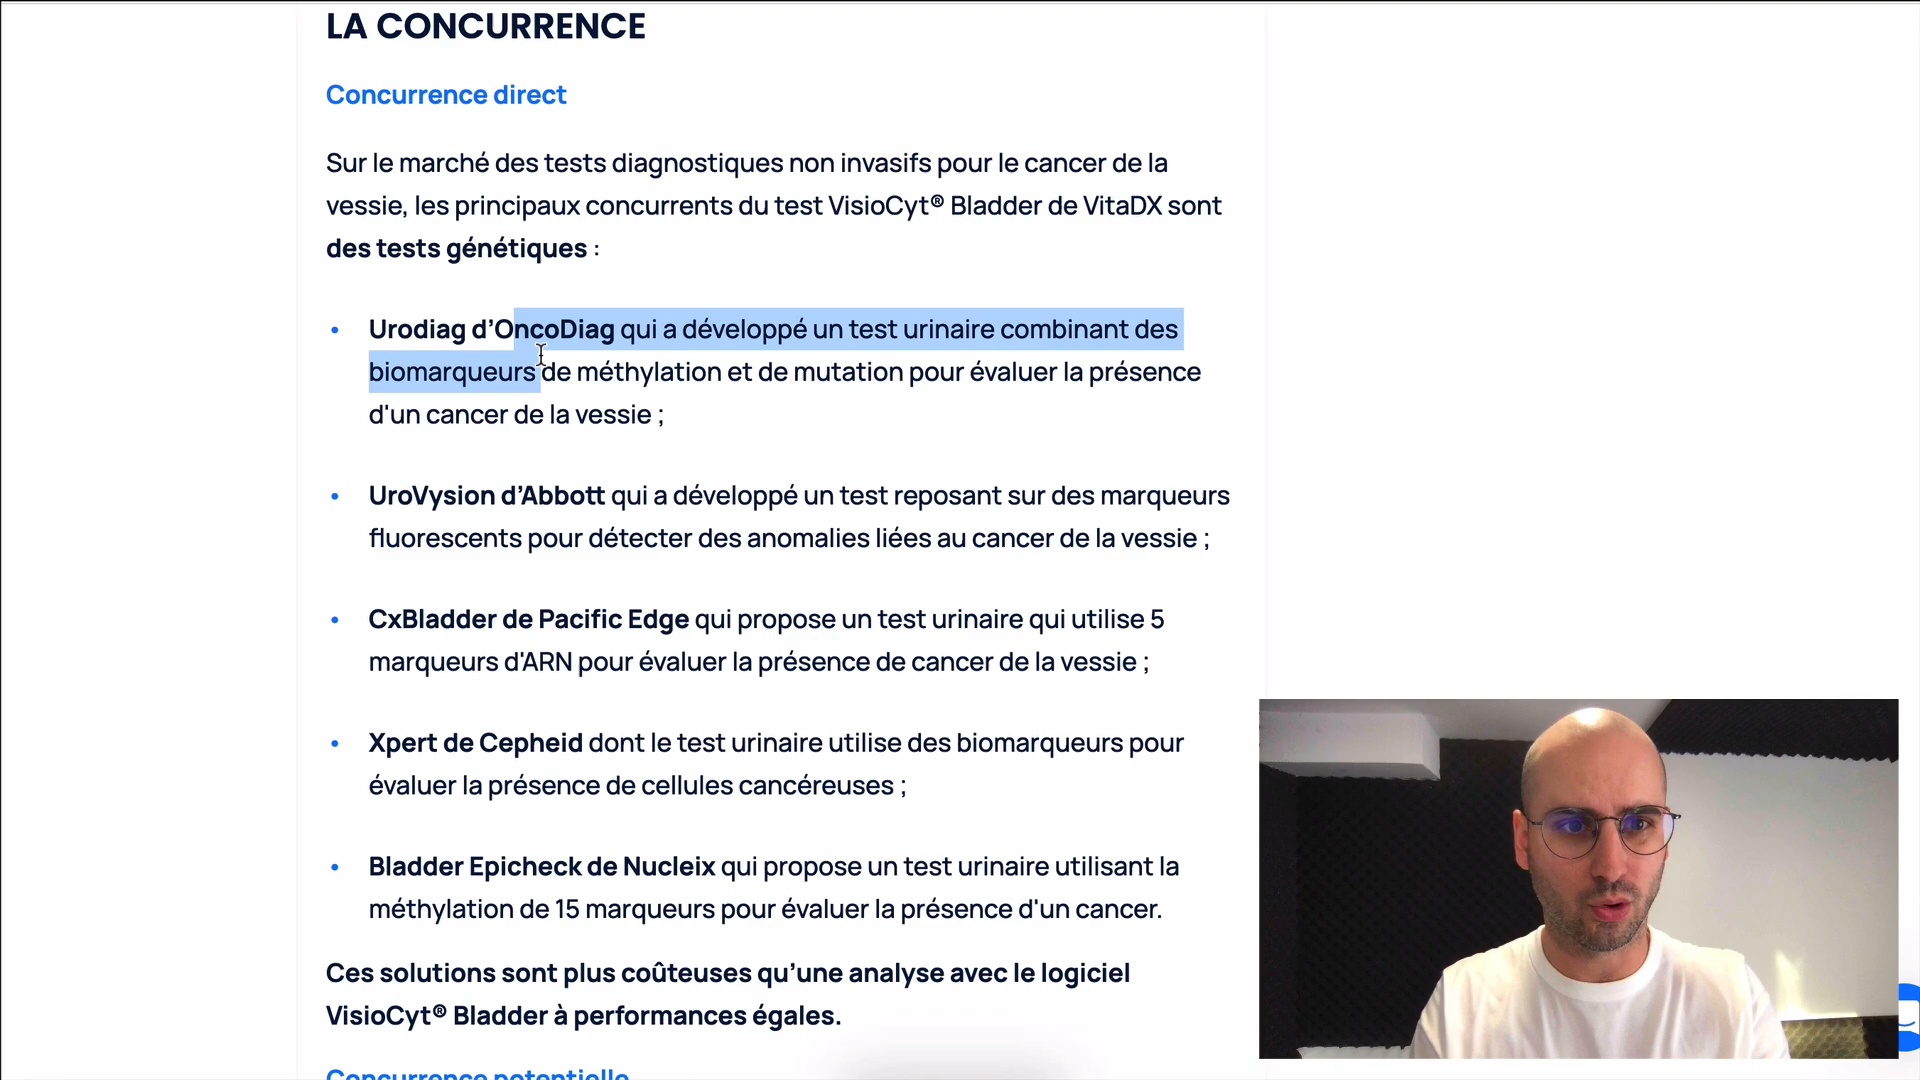 LA CONCURRENCE
Concurrence direct
Sur le marché des tests diagnostiques non invasifs pour le cancer de la
vessie, les principaux concurrents du test VisioCyt® Bladder de VitaDX sont
des tests génétiques :
• Urodiag d’OncoDiag qui a développé un test urinaire combinant des
biomarqueurs de méthylation et de mutation pour évaluer la présence
d'un cancer de la vessie ;
• UroVysion d’Abbott qui a développé un test reposant sur des marqueurs
fluorescents pour détecter des anomalies liées au cancer de la vessie ;
• CxBladder de Pacific Edge qui propose un test urinaire qui utilise 5
marqueurs d'ARN pour évaluer la présence de cancer de la vessie ;
• Xpert de Cepheid dont le test urinaire utilise des biomarqueurs pour
évaluer la présence de cellules cancéreuses ;
• Bladder Epicheck de Nucleix qui propose un test urinaire utilisant la
méthylation de 15 marqueurs pour évaluer la présence d'un cancer.
Ces solutions sont plus coûteuses qu’une analyse avec le logiciel
VisioCyt® Bladder à performances égales.
Concurrence potentielle